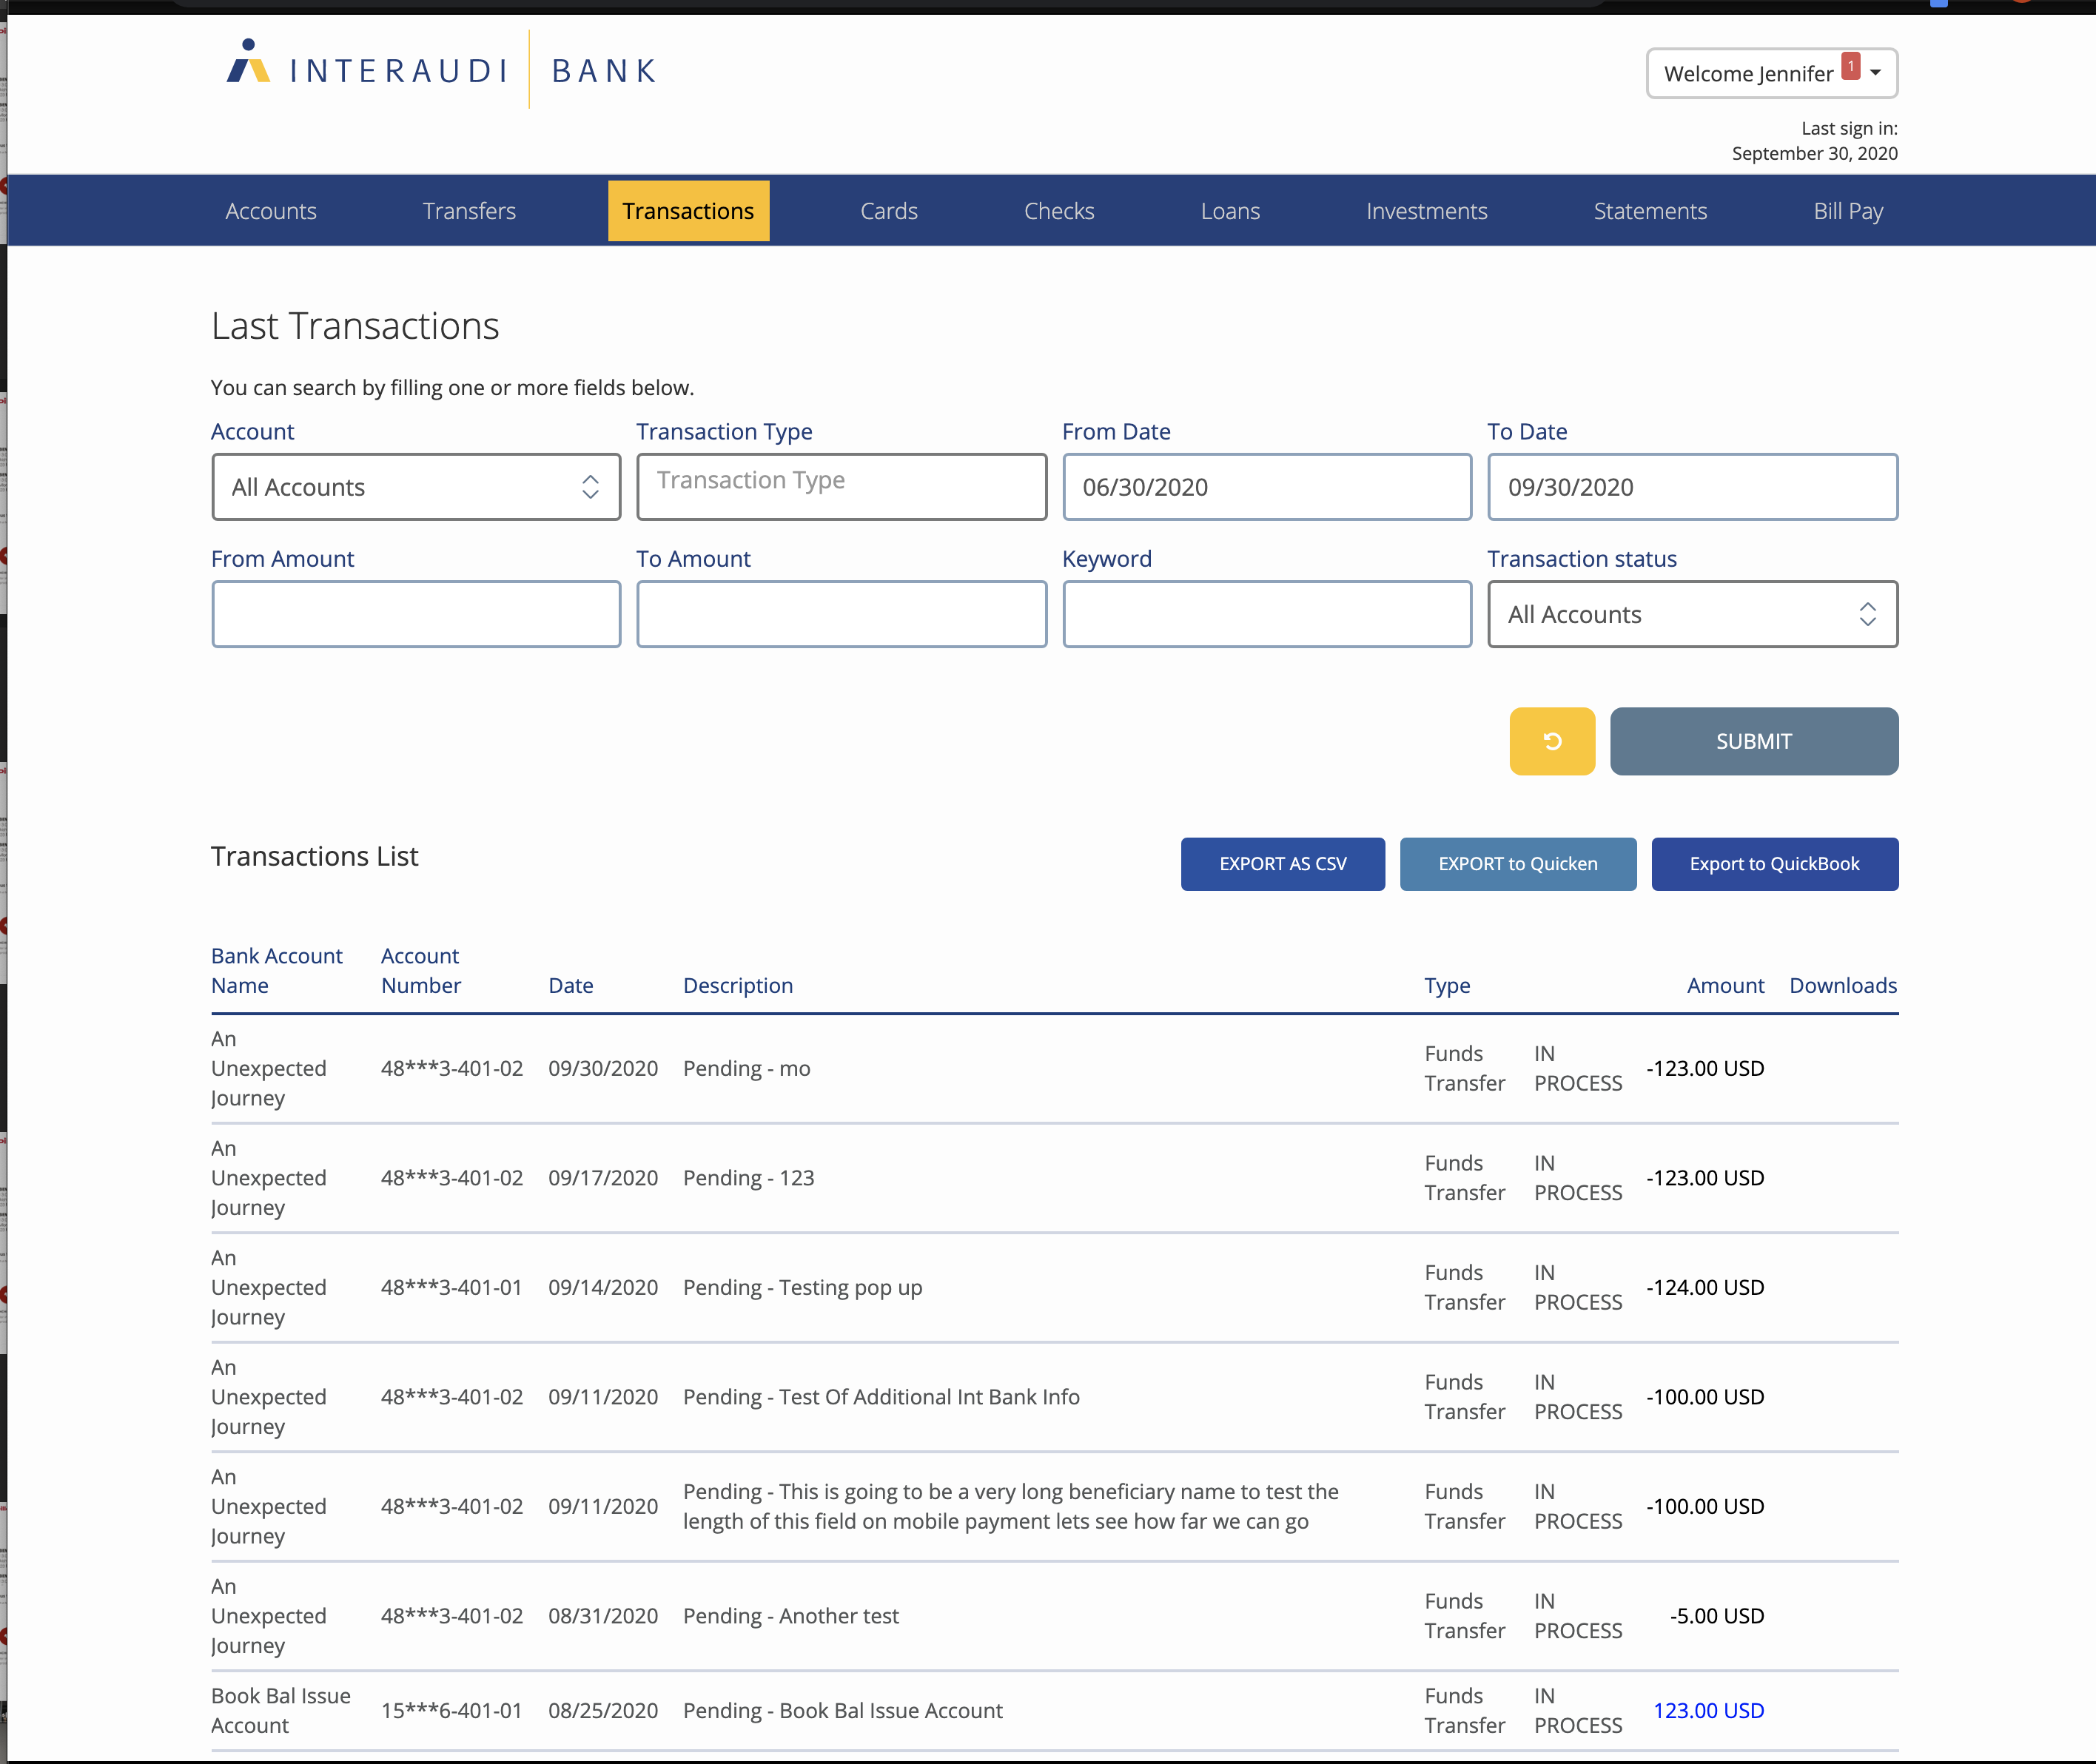 INTERAUDI BANK
Welcome Jennifer 1
Last sign in:
September 30, 2020
Accounts Transfers Transactions Cards Checks Loans Investments Statements Bill Pay
Last Transactions
You can search by filling one or more fields below.
Account Transaction Type From Date To Date
All Accounts Transaction Type 06/30/2020 09/30/2020
From Amount To Amount Keyword Transaction status
All Accounts
SUBMIT
Transactions List EXPORT AS CSV EXPORT to Quicken Export to QuickBook
Bank Account Account
Name Number Date Description Type Amount Downloads
An
Funds IN
Unexpected 48***3-401-02 09/30/2020 Pending - mo -123.00 USD
Transfer PROCESS
Journey
An
Funds IN
Unexpected 48***3-401-02 09/17/2020 Pending - 123 -123.00 USD
Transfer PROCESS
Journey
An
Funds IN
Unexpected 48***3-401-01 09/14/2020 Pending - Testing pop up -124.00 USD
Transfer PROCESS
Journey
An
Funds IN
Unexpected 48***3-401-02 09/11/2020 Pending - Test Of Additional Int Bank Info -100.00 USD
Transfer PROCESS
Journey
An
Pending - This is going to be a very long beneficiary name to test the Funds IN
Unexpected 48***3-401-02 09/11/2020 -100.00 USD
length of this field on mobile payment lets see how far we can go Transfer PROCESS
Journey
An
Funds IN
Unexpected 48***3-401-02 08/31/2020 Pending - Another test -5.00 USD
Transfer PROCESS
Journey
Book Bal Issue Funds IN
15***6-401-01 08/25/2020 Pending - Book Bal Issue Account 123.00 USD
Account Transfer PROCESS